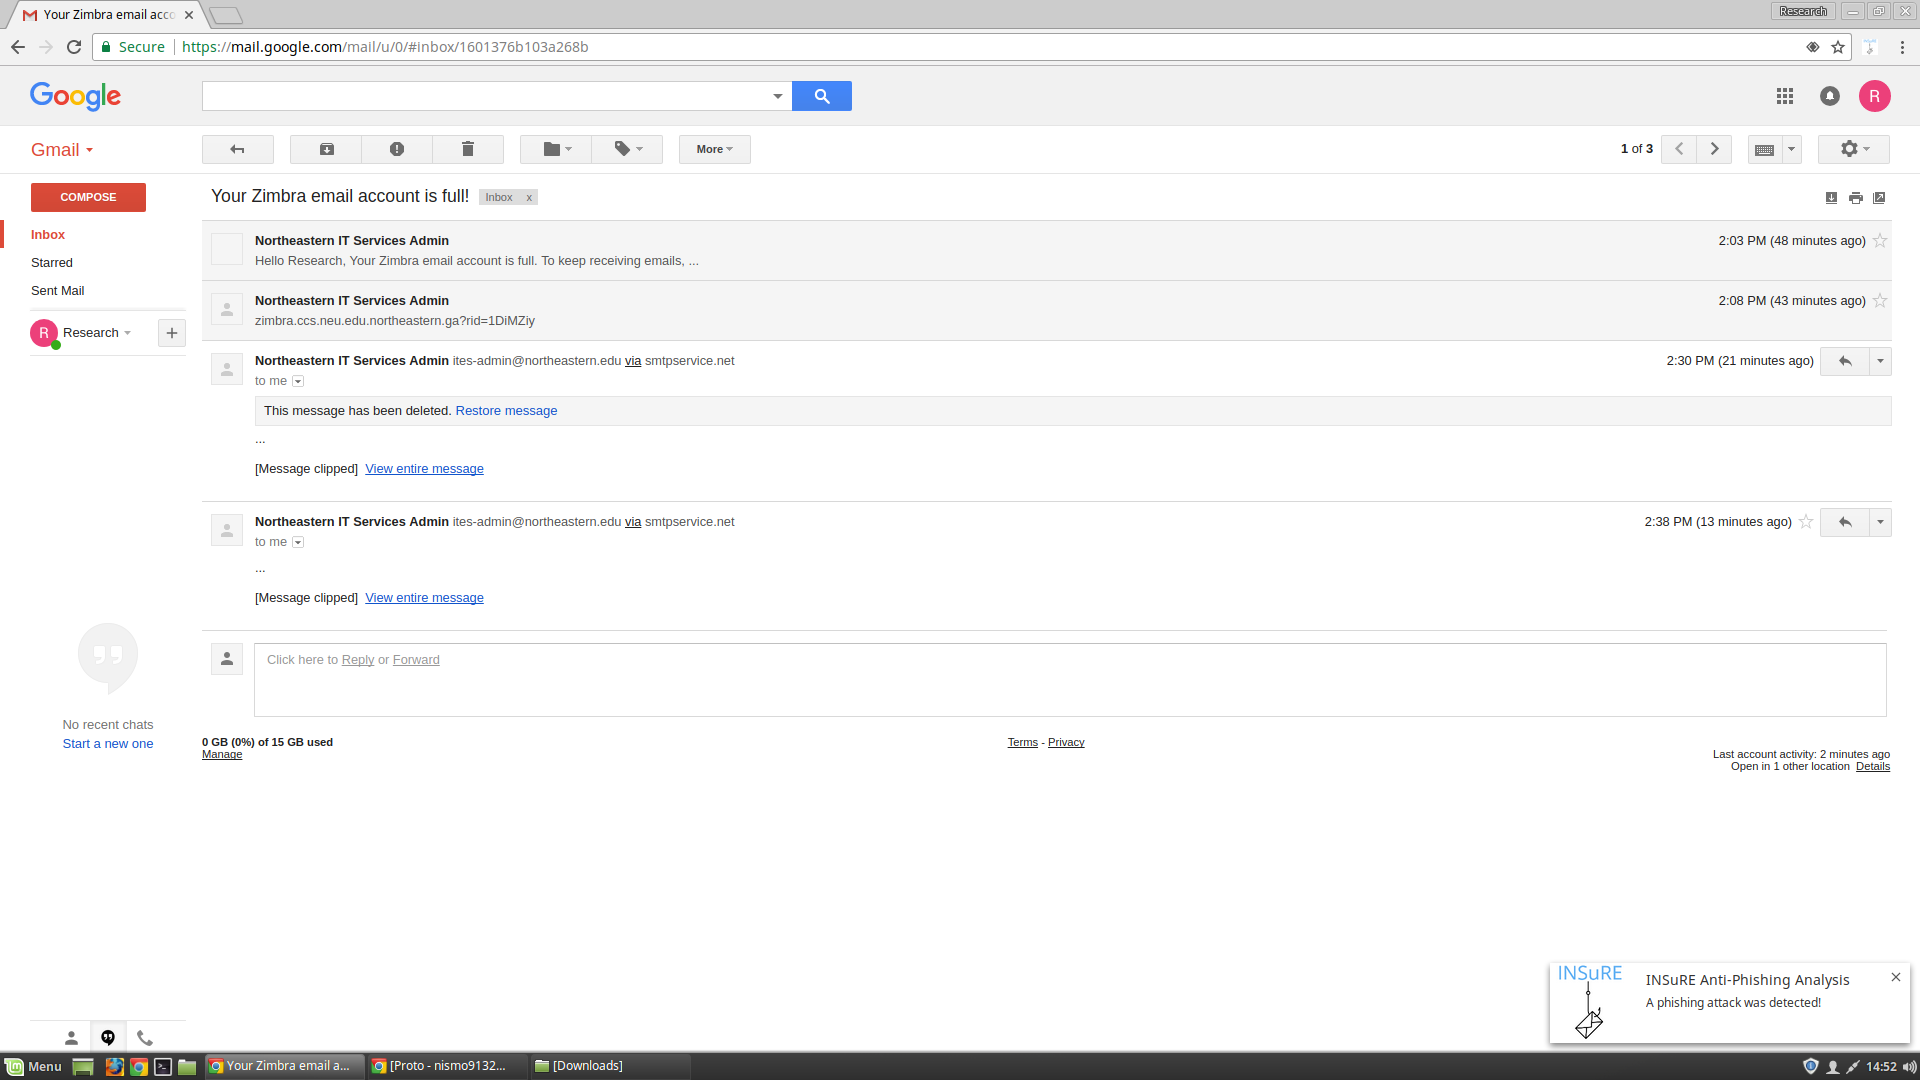 Your Zimbra email acco
Research
Secure
https://mail.google.com/mail/u/0/#inbox/1601376b103a268b
Google
R
Gmail
More
1 of 3
COMPOSE
Your Zimbra email account is full!
Inbox x
Inbox
Starred
Sent Mail
R Research
Northeastern IT Services Admin
2:03 PM (48 minutes ago)
Hello Research, Your Zimbra email account is full. To keep receiving emails, ...
Northeastern IT Services Admin
2:08 PM (43 minutes ago)
zimbra.ccs.neu.edu.northeastern.ga?rid=1DiMZiy
Northeastern IT Services Admin ites-admin@northeastern.edu via smtpservice.net
2:30 PM (21 minutes ago)
to me
This message has been deleted. Restore message
...
[Message clipped] View entire message
Northeastern IT Services Admin ites-admin@northeastern.edu via smtpservice.net
2:38 PM (13 minutes ago)
to me
...
[Message clipped] View entire message
Click here to Reply or Forward
No recent chats
Start a new one
0 GB (0%) of 15 GB used
Manage
Terms - Privacy
Last account activity: 2 minutes ago
Open in 1 other location Details
INSuRE
INSuRE Anti-Phishing Analysis
A phishing attack was detected!
Menu
Your Zimbra email a...
[Proto - nismo9132...
[Downloads]
14:52